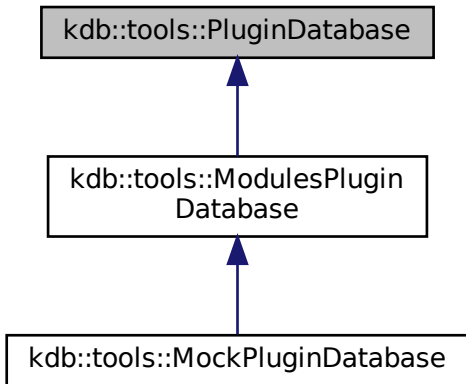 kdb::tools::PluginDatabase
kdb::tools::ModulesPlugin
Database
kdb::tools::MockPluginDatabase